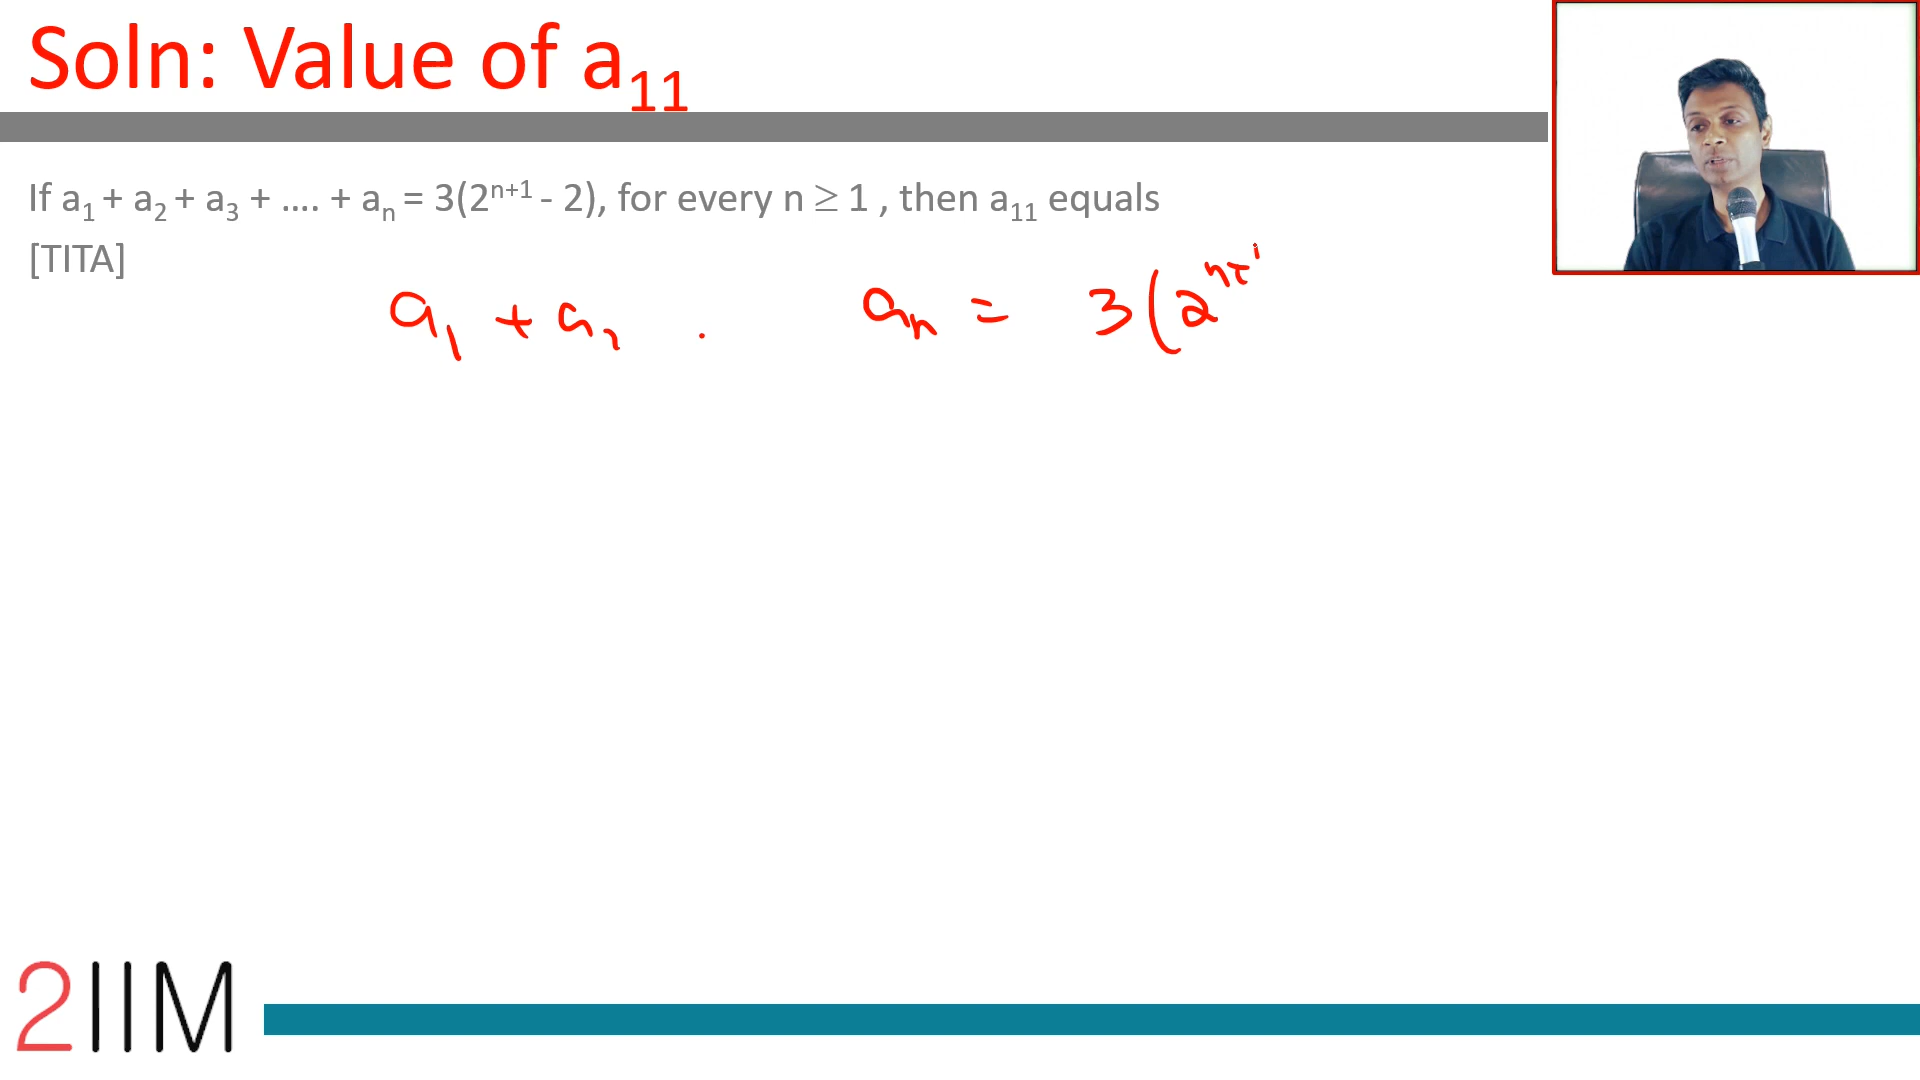 Soln: Value of a₁₁
If a₁ + a₂ + a₃ + .... + aₙ = 3(2ⁿ⁺¹ - 2), for every n ≥ 1 , then a₁₁ equals
[TITA]
a₁ + a₂ . aₙ = 3(2ⁿ⁺¹
2IIM